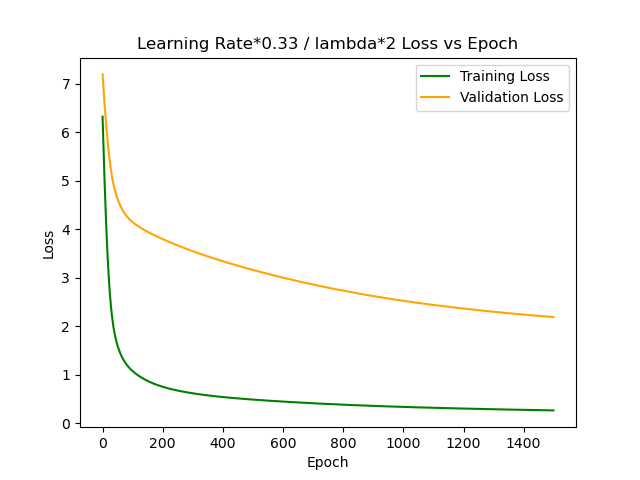 Learning Rate*0.33 / lambda*2 Loss vs Epoch
Training Loss
Validation Loss
Loss
7
6
5
4
3
2
1
0
0 200 400 600 800 1000 1200 1400
Epoch